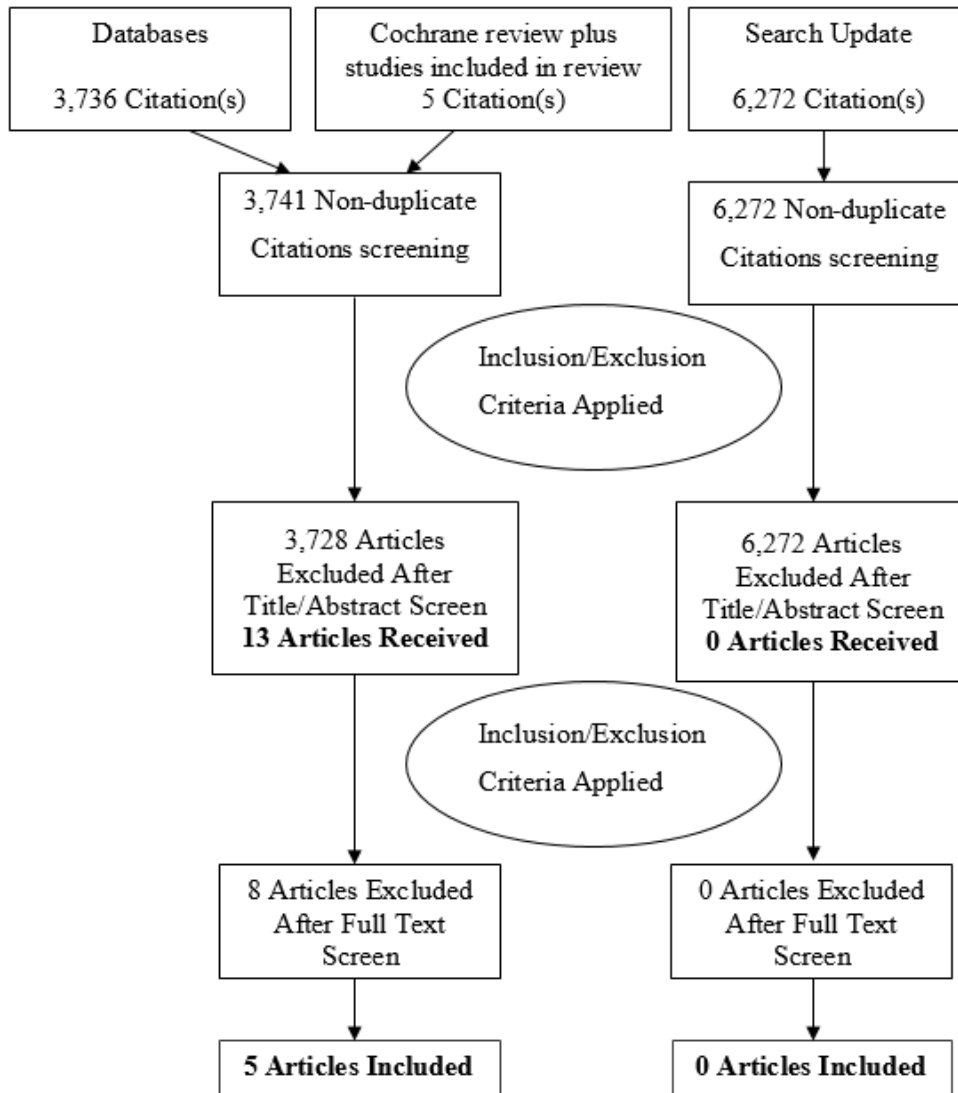 Databases
3,736 Citation(s)
Cochrane review plus
studies included in review
5 Citation(s)
Search Update
6,272 Citation(s)
3,741 Non-duplicate
Citations screening
6,272 Non-duplicate
Citations screening
Inclusion/Exclusion
Criteria Applied
3,728 Articles
Excluded After
Title/Abstract Screen
13 Articles Received
6,272 Articles
Excluded After
Title/Abstract Screen
0 Articles Received
Inclusion/Exclusion
Criteria Applied
8 Articles Excluded
After Full Text
Screen
0 Articles Excluded
After Full Text
Screen
5 Articles Included
0 Articles Included